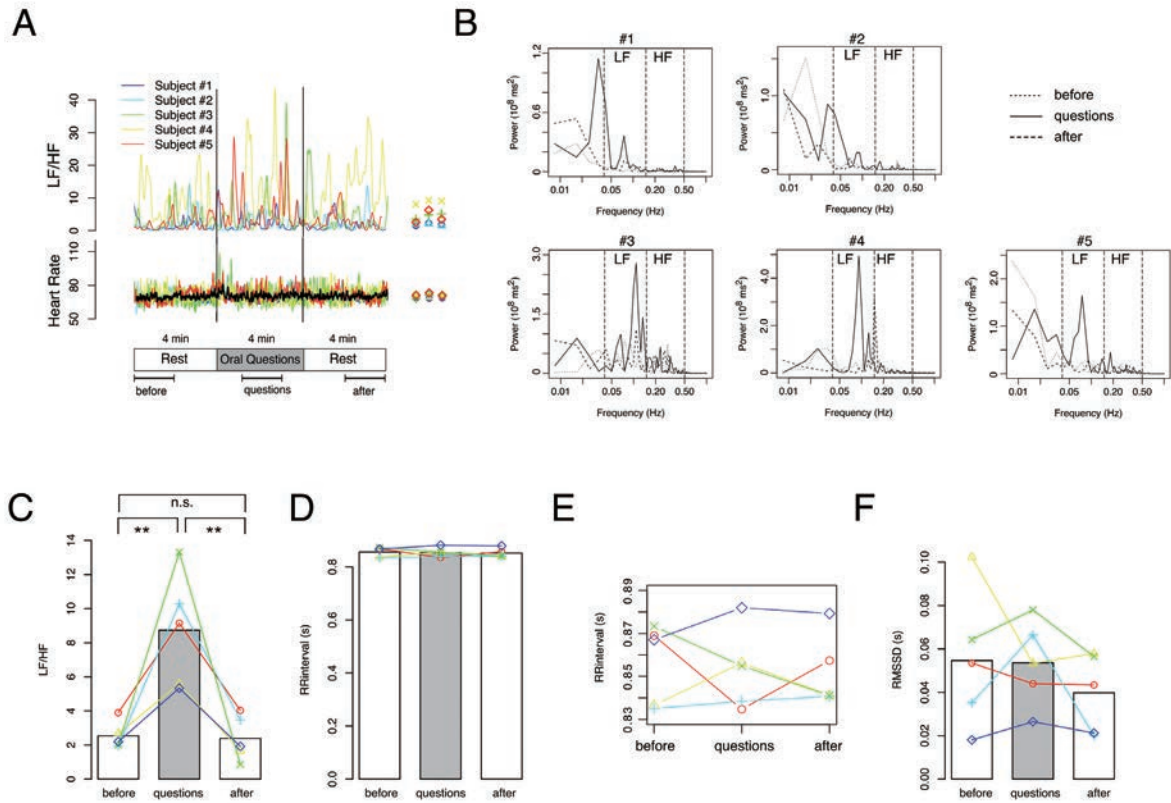 A
Subject #1
Subject #2
Subject #3
Subject #4
Subject #5
LF/HF
0 10 20 30 40
Heart Rate
50 80 110
4 min 4 min 4 min
Rest Oral Questions Rest
before questions after
B
#1
LF HF
Power (10⁸ ms²)
0 0.6 1.2
0.01 0.05 0.20 0.50
Frequency (Hz)
#2
LF HF
Power (10⁸ ms²)
0 0.5 1.0
0.01 0.05 0.20 0.50
Frequency (Hz)
before
questions
after
#3
LF HF
Power (10⁸ ms²)
0 1.0 2.0 3.0
0.01 0.05 0.20 0.50
Frequency (Hz)
#4
LF HF
Power (10⁸ ms²)
0 2.0 4.0
0.01 0.05 0.20 0.50
Frequency (Hz)
#5
LF HF
Power (10⁸ ms²)
0 1.0 2.0
0.01 0.05 0.20 0.50
Frequency (Hz)
C
n.s.
** **
LF/HF
0 2 4 6 8 10 12 14
before questions after
D
RRinterval (s)
0.0 0.2 0.4 0.6 0.8
before questions after
E
RRinterval (s)
0.83 0.85 0.87 0.89
before questions after
F
RMSSD (s)
0.00 0.02 0.04 0.06 0.08 0.10
before questions after